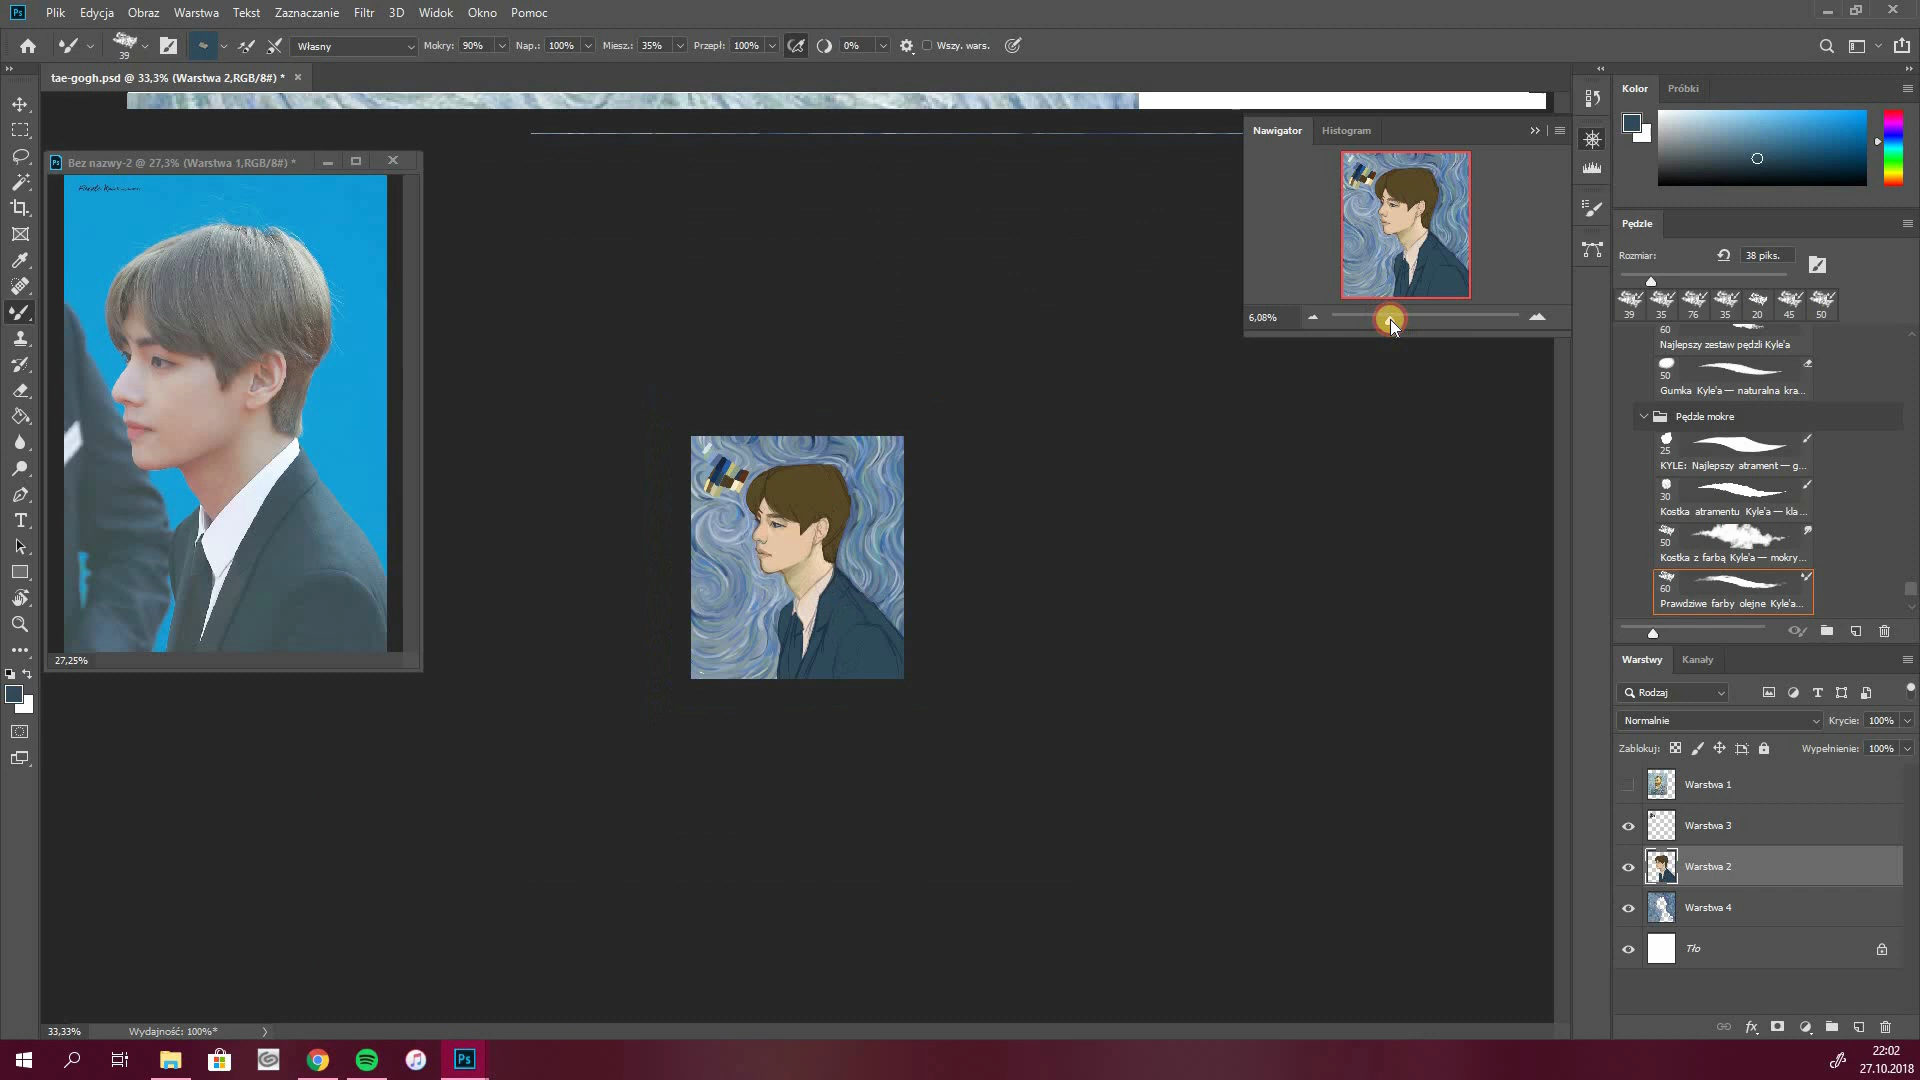 Ps Plik Edycja Obraz Warstwa Tekst Zaznaczanie Filtr 3D Widok Okno Pomoc
39 Własny Mokry: 90% Nap.: 100% Miesz.: 35% Przepł: 100% 0% Wszy. wars.
tae-gogh.psd @ 33,3% (Warstwa 2,RGB/8#) *
Bez nazwy-2 @ 27,3% (Warstwa 1,RGB/8#) *
27,25%
Nawigator Histogram
6,08%
Kolor Próbki
Pędzle
Rozmiar: 38 piks.
39 35 76 35 20 45 50
60
Najlepszy zestaw pędzli Kyle'a
50
Gumka Kyle'a — naturalna kra...
Pędzle mokre
25
KYLE: Najlepszy atrament — g...
30
Kostka atramentu Kyle'a — kla...
50
Kostka z farbą Kyle'a — mokry...
60
Prawdziwe farby olejne Kyle'a...
Warstwy Kanały
Rodzaj
Normalnie Krycie: 100%
Zablokuj: Wypełnienie: 100%
Warstwa 1
Warstwa 3
Warstwa 2
Warstwa 4
Tło
fx
33,33% Wydajność: 100%*
Ps
22:02
27.10.2018